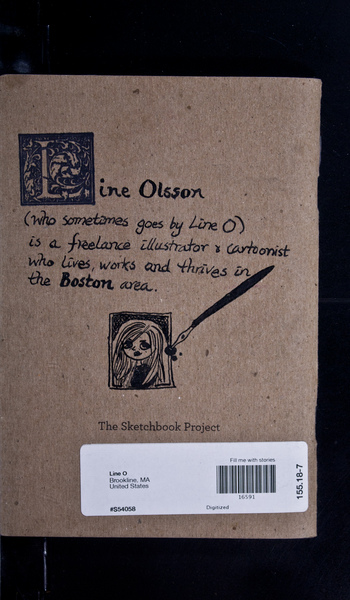 Line Olsson
(who sometimes goes by Line O)
is a freelance illustrator & cartoonist
who lives, works and thrives in
the Boston area.
The Sketchbook Project
Fill me with stories.
Line O
Brookline, MA
United States
16591
155.18-7
#S54058
Digitized